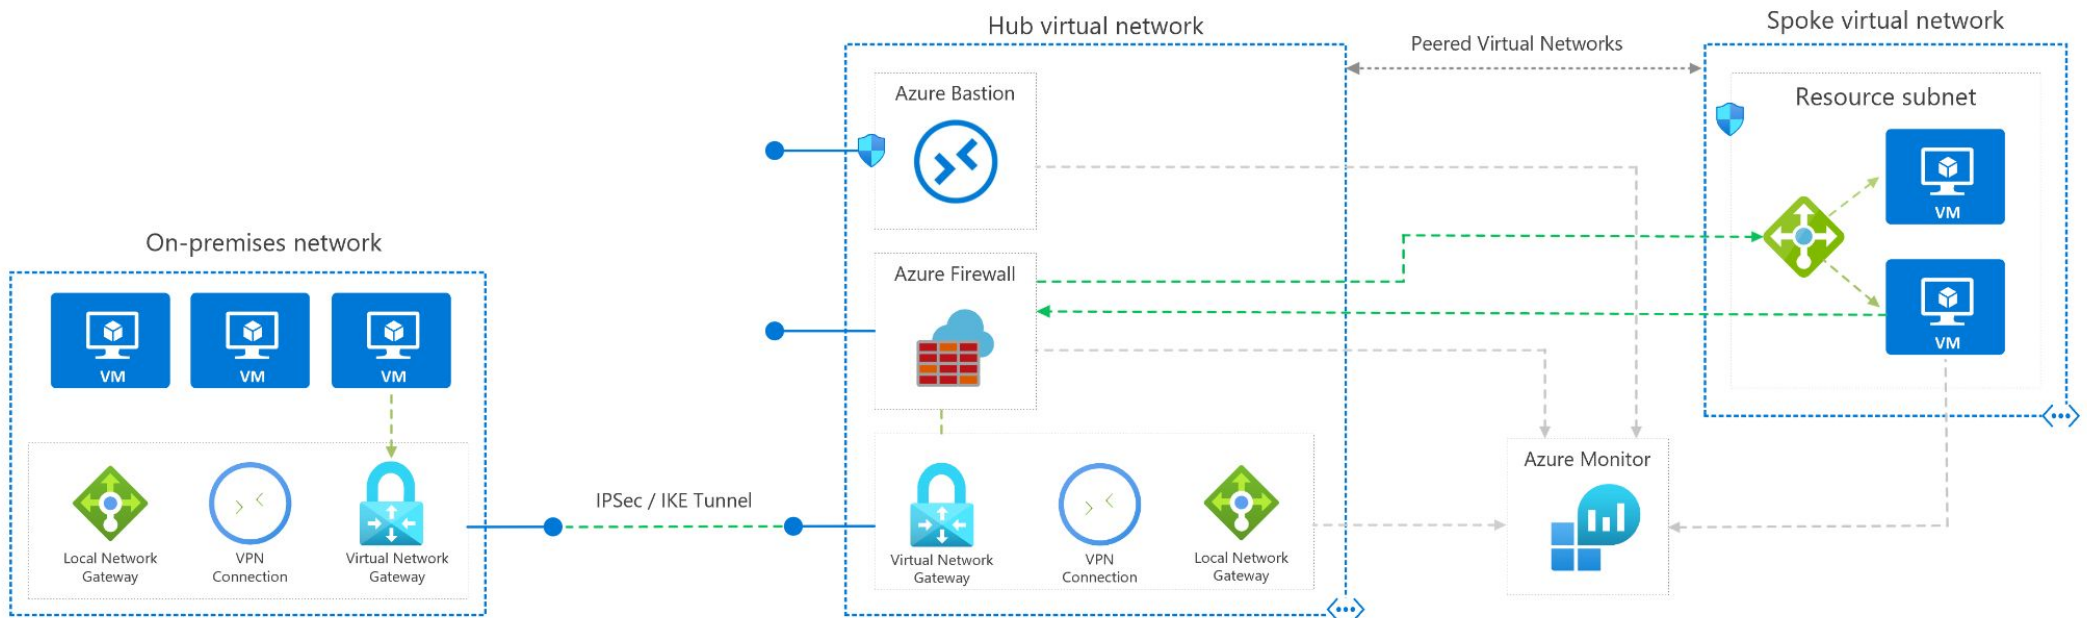 Hub virtual network
Spoke virtual network
Peered Virtual Networks
Azure Bastion
Resource subnet
VM
On-premises network
Azure Firewall
VM
VM
VM
VM
Azure Monitor
IPSec / IKE Tunnel
Local Network
Gateway
VPN
Connection
Virtual Network
Gateway
Virtual Network
Gateway
VPN
Connection
Local Network
Gateway